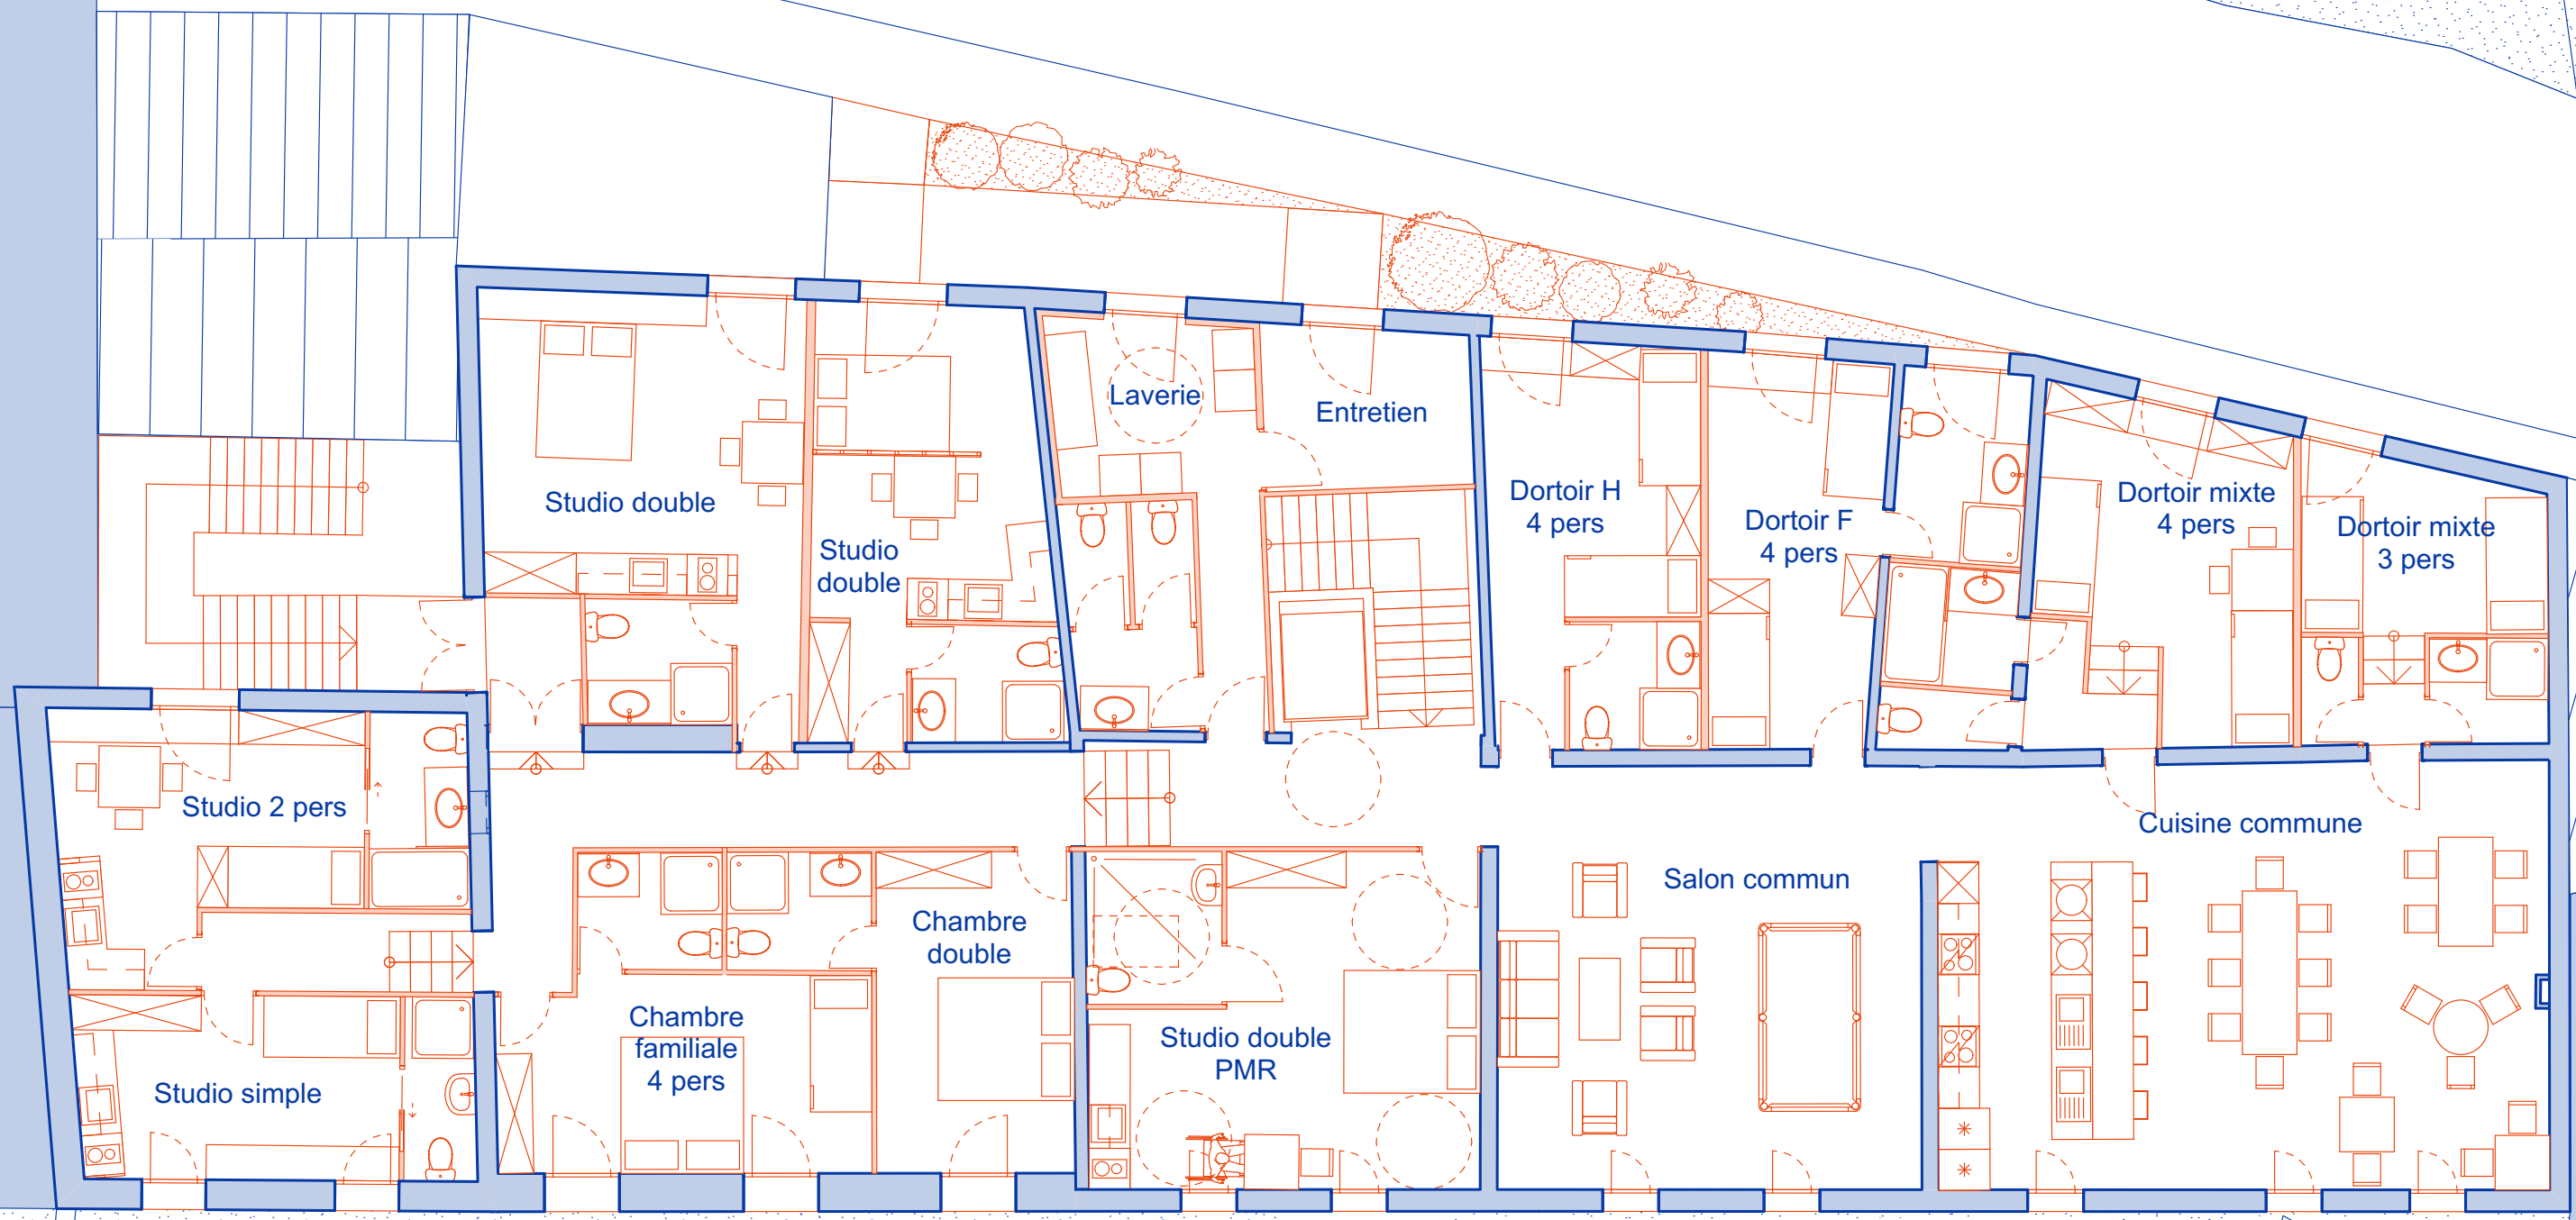 Laverie
Entretien
Studio double
Dortoir H
4 pers
Dortoir F
4 pers
Dortoir mixte
4 pers
Dortoir mixte
3 pers
Studio
double
Studio 2 pers
Cuisine commune
Salon commun
Chambre
double
Chambre
familiale
4 pers
Studio double
PMR
Studio simple